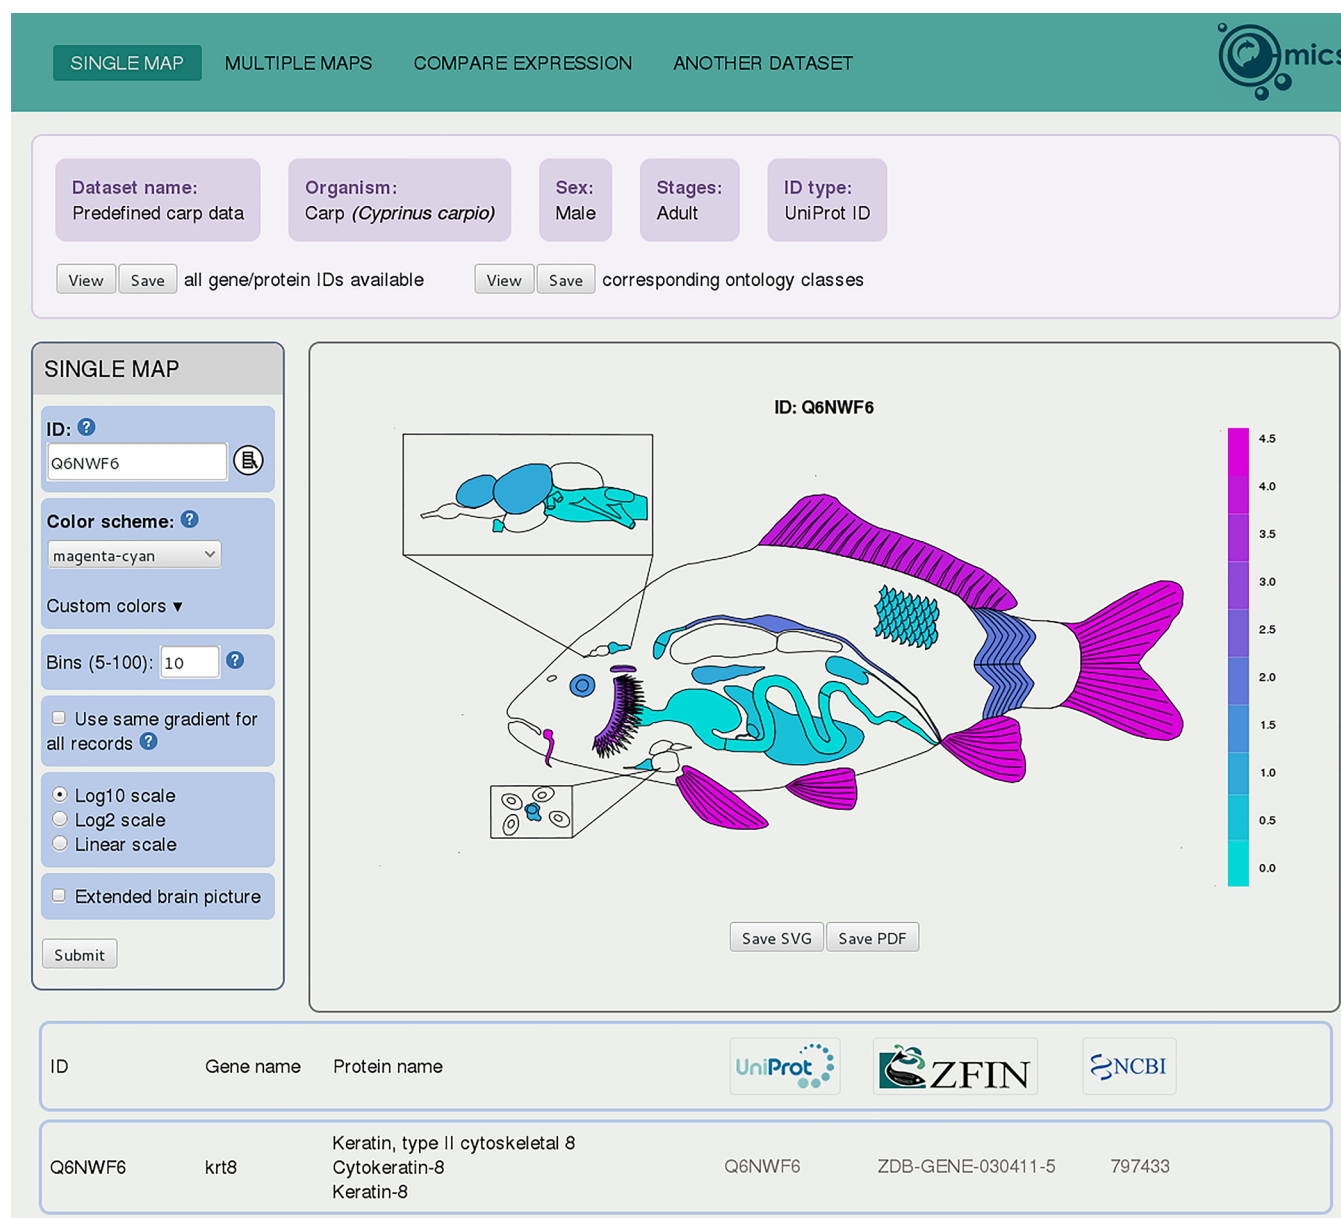 SINGLE MAP MULTIPLE MAPS COMPARE EXPRESSION ANOTHER DATASET mics
Dataset name: Organism: Sex: Stages: ID type:
Predefined carp data Carp (Cyprinus carpio) Male Adult UniProt ID
View Save all gene/protein IDs available View Save corresponding ontology classes
SINGLE MAP
ID: ?
Q6NWF6
Color scheme: ?
magenta-cyan
Custom colors ▼
Bins (5-100): 10 ?
Use same gradient for
all records ?
Log10 scale
Log2 scale
Linear scale
Extended brain picture
Submit
ID: Q6NWF6
4.5
4.0
3.5
3.0
2.5
2.0
1.5
1.0
0.5
0.0
Save SVG Save PDF
ID Gene name Protein name UniProt ZFIN NCBI
Keratin, type II cytoskeletal 8
Q6NWF6 krt8 Cytokeratin-8 Q6NWF6 ZDB-GENE-030411-5 797433
Keratin-8